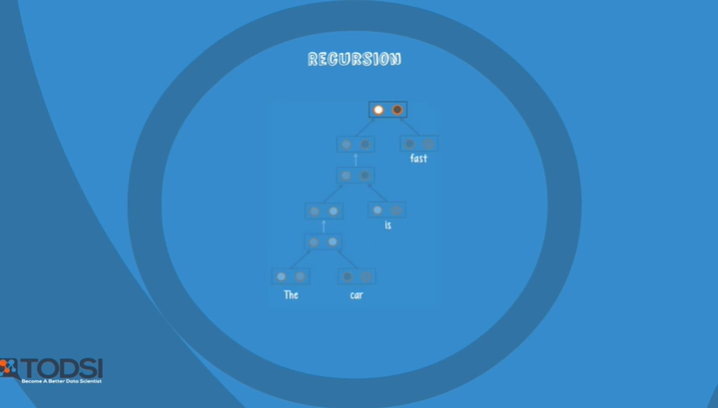 RECURSION
fast
is
The
car
TODSI
Become A Better Data Scientist